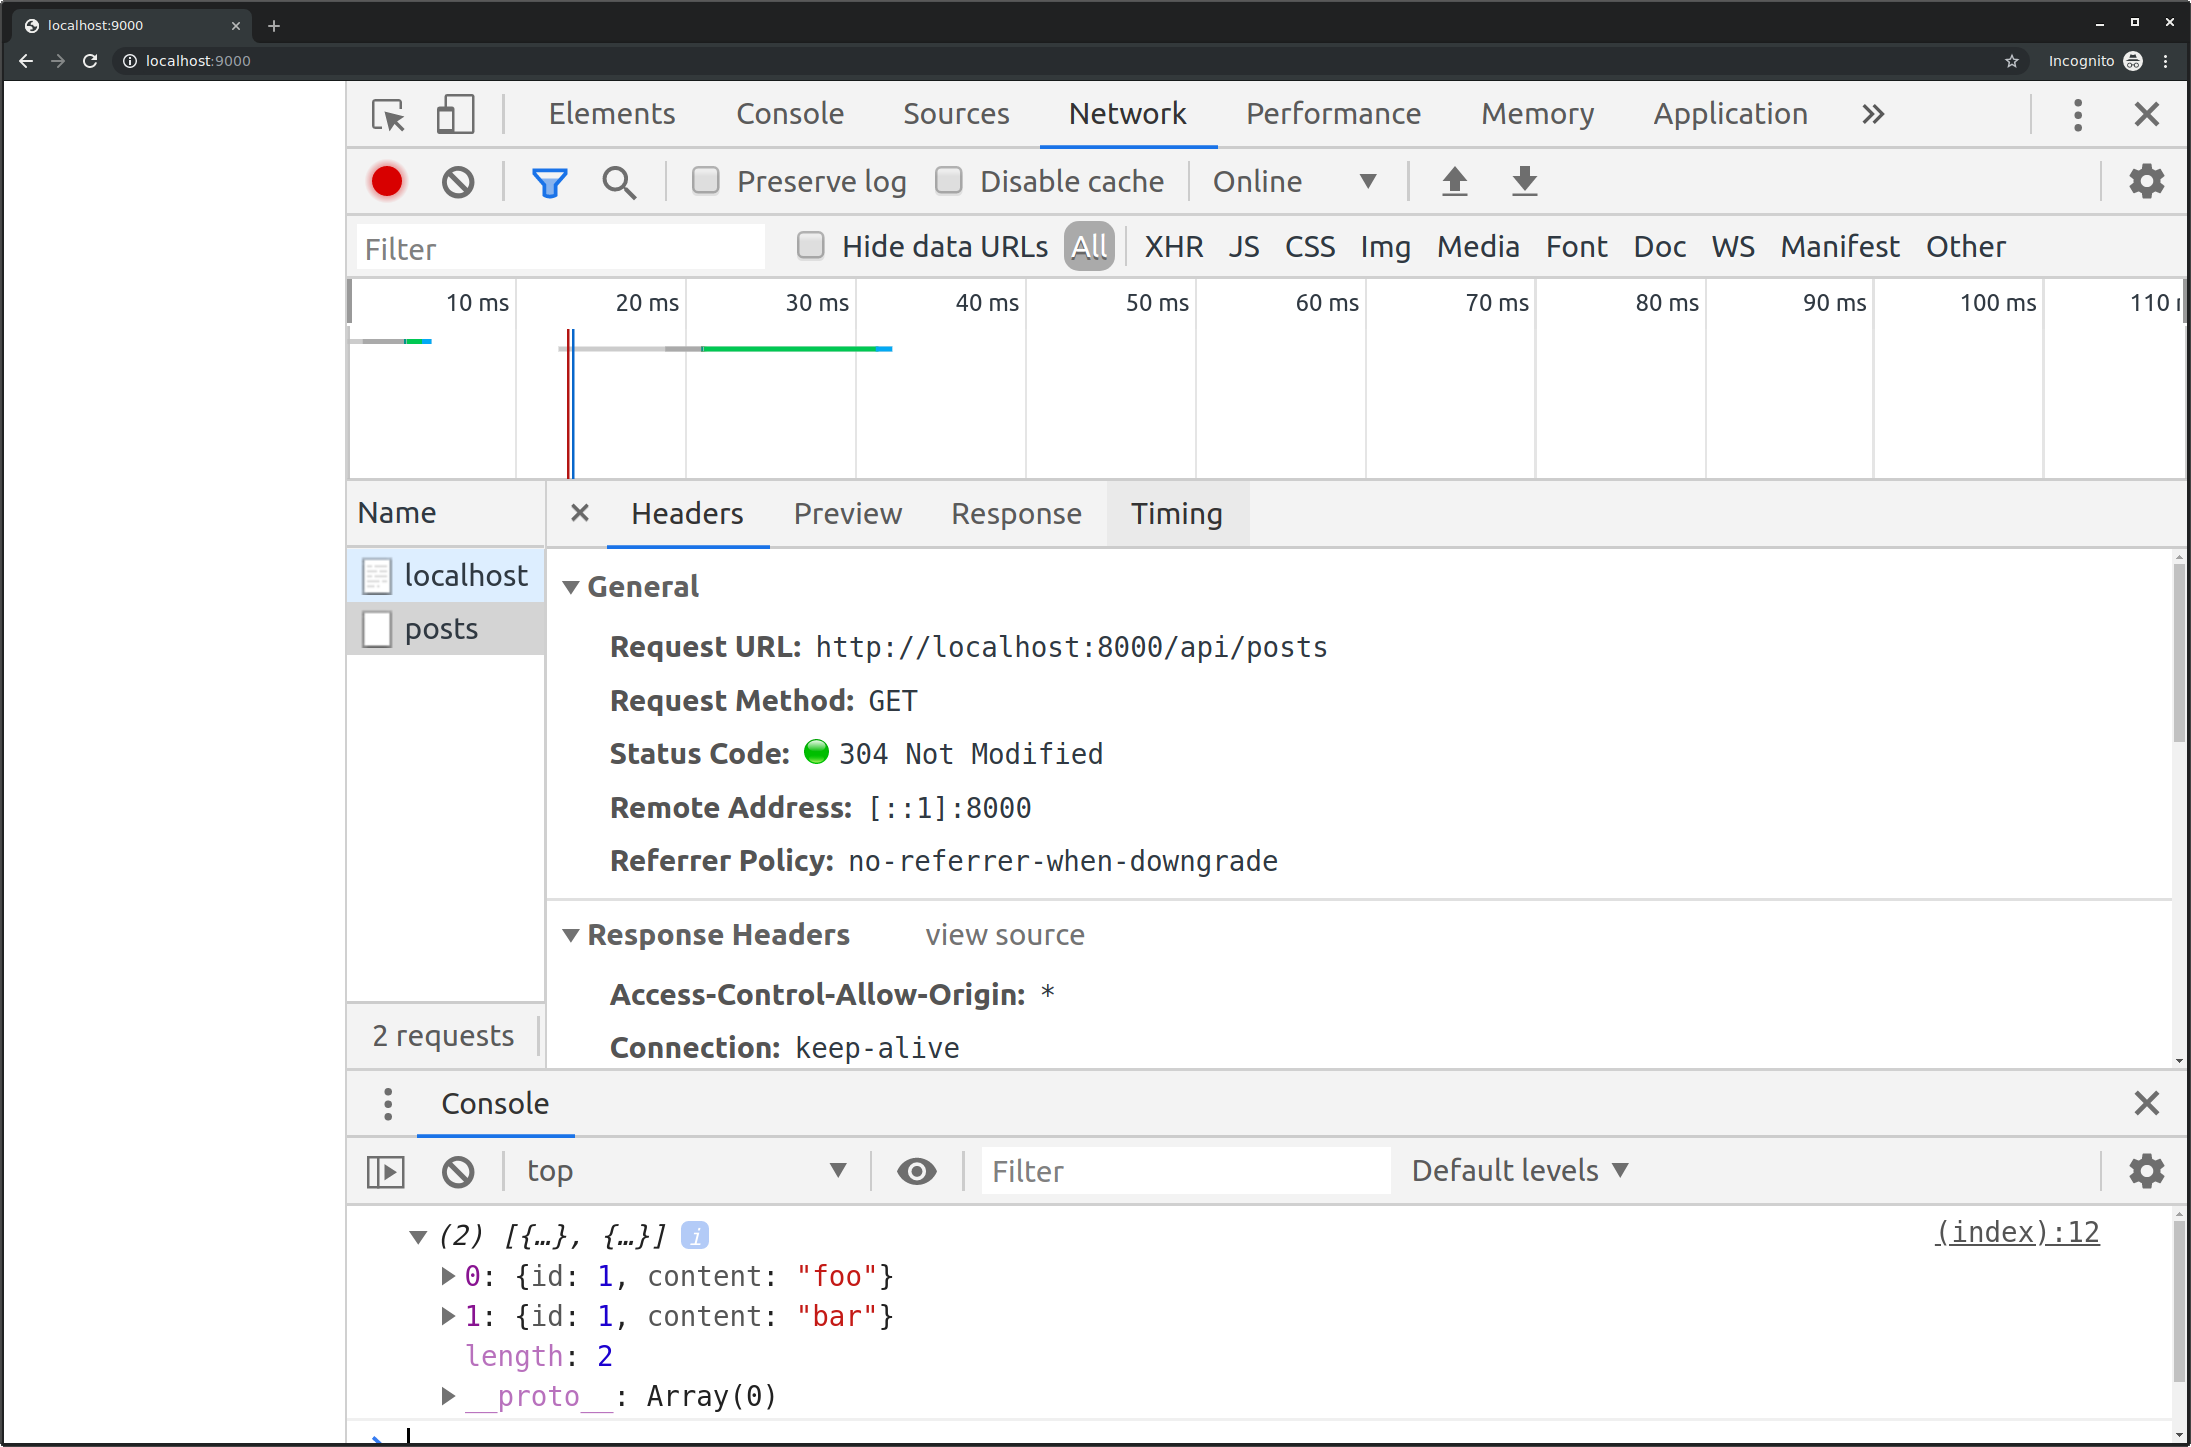 localhost:9000
localhost:9000 Incognito
Elements Console Sources Network Performance Memory Application
Preserve log Disable cache Online
Filter Hide data URLs All XHR JS CSS Img Media Font Doc WS Manifest Other
10 ms 20 ms 30 ms 40 ms 50 ms 60 ms 70 ms 80 ms 90 ms 100 ms 110
Name Headers Preview Response Timing
localhost
posts
General
Request URL: http://localhost:8000/api/posts
Request Method: GET
Status Code: 304 Not Modified
Remote Address: [::1]:8000
Referrer Policy: no-referrer-when-downgrade
Response Headers view source
Access-Control-Allow-Origin: *
Connection: keep-alive
2 requests
Console
top Filter Default levels
(2) [{…}, {…}] i (index):12
0: {id: 1, content: "foo"}
1: {id: 1, content: "bar"}
length: 2
__proto__: Array(0)